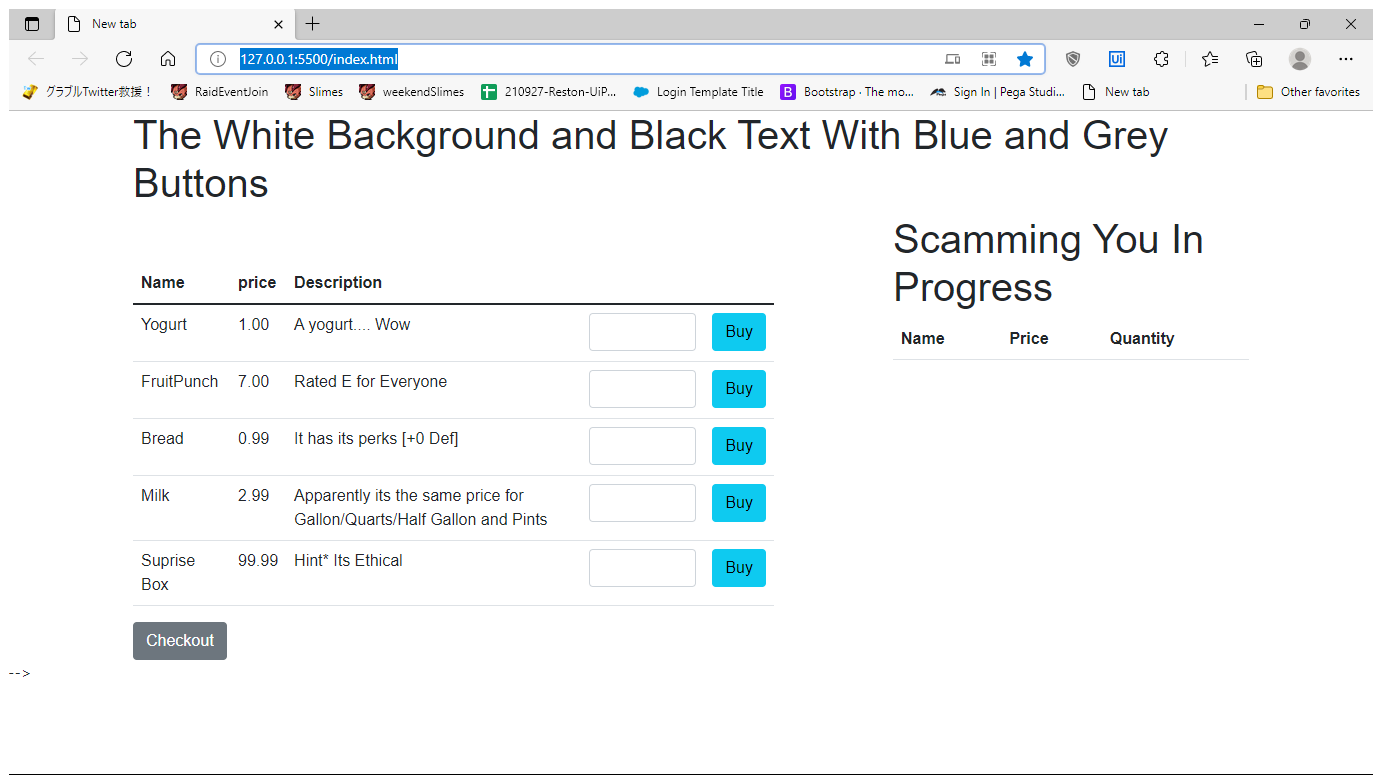 New tab
127.0.0.1:5500/index.html
Ui
グラブルTwitter救援！ RaidEventJoin Slimes weekendSlimes 210927-Reston-UiP... Login Template Title B Bootstrap · The mo... Sign In | Pega Studi... New tab Other favorites
The White Background and Black Text With Blue and Grey
Buttons
Scamming You In
Progress
Name price Description
Name Price Quantity
Yogurt 1.00 A yogurt.... Wow Buy
FruitPunch 7.00 Rated E for Everyone Buy
Bread 0.99 It has its perks [+0 Def] Buy
Milk 2.99 Apparently its the same price for Buy
Gallon/Quarts/Half Gallon and Pints
Suprise 99.99 Hint* Its Ethical Buy
Box
Checkout
-->